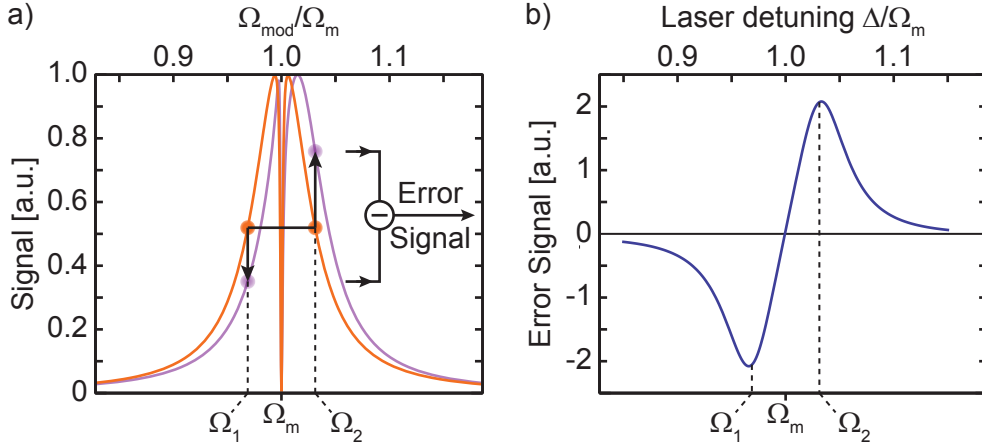 a)
Ω_mod/Ω_m
0.9 1.0 1.1
Signal [a.u.]
1.0
0.8
0.6
0.4
0.2
0
Error
−
Signal
Ω_1 Ω_m Ω_2
b)
Laser detuning Δ/Ω_m
0.9 1.0 1.1
Error Signal [a.u.]
2
1
0
-1
-2
Ω_1 Ω_m Ω_2